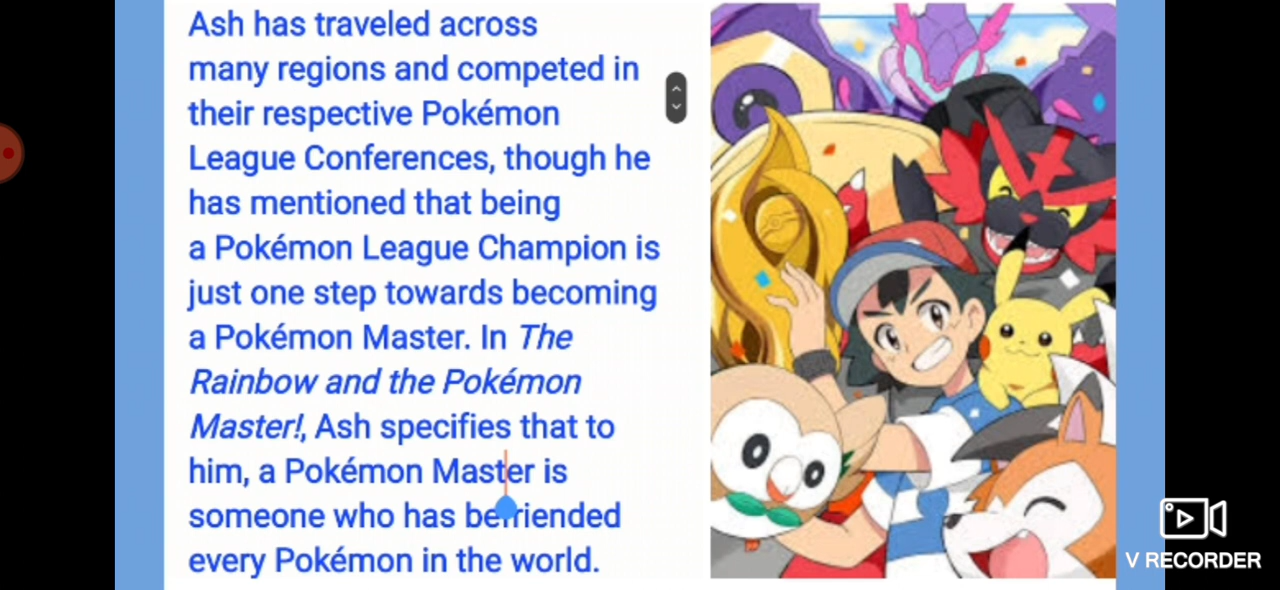 Ash has traveled across
many regions and competed in
their respective Pokémon
League Conferences, though he
has mentioned that being
a Pokémon League Champion is
just one step towards becoming
a Pokémon Master. In The
Rainbow and the Pokémon
Master!, Ash specifies that to
him, a Pokémon Master is
someone who has befriended
every Pokémon in the world.
V RECORDER